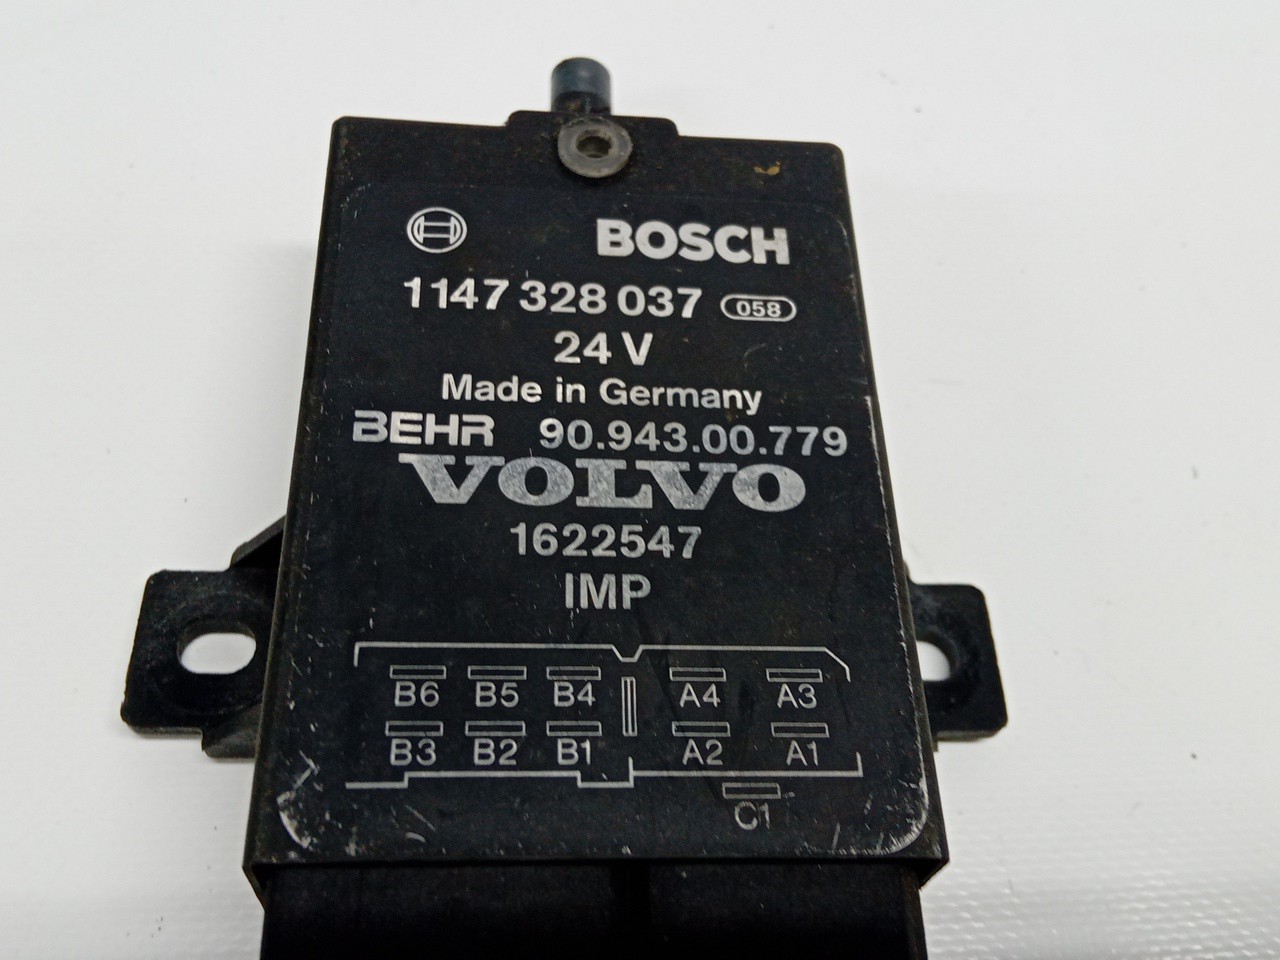 BOSCH
1147 328 037 058
24 V
Made in Germany
BEHR 90.943.00.779
VOLVO
1622547
IMP
B6 B5 B4 A4 A3
B3 B2 B1 A2 A1
C1